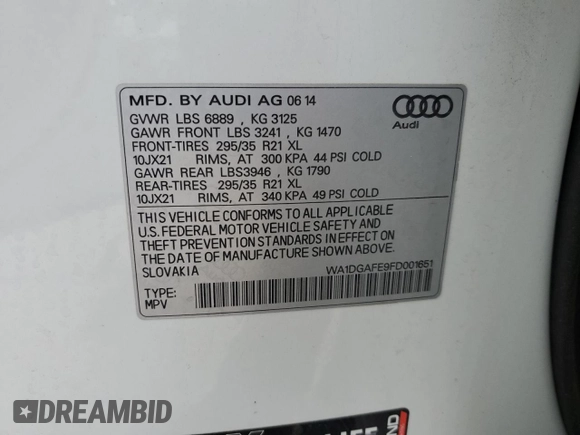 MFD. BY AUDI AG 06 14
GVWR LBS 6889 , KG 3125
GAWR FRONT LBS 3241 , KG 1470
FRONT-TIRES 295/35 R21 XL
10JX21 RIMS, AT 300 KPA 44 PSI COLD
GAWR REAR LBS3946 , KG 1790
REAR-TIRES 295/35 R21 XL
10JX21 RIMS, AT 340 KPA 49 PSI COLD
Audi
THIS VEHICLE CONFORMS TO ALL APPLICABLE
U.S. FEDERAL MOTOR VEHICLE SAFETY AND
THEFT PREVENTION STANDARDS IN EFFECT ON
THE DATE OF MANUFACTURE SHOWN ABOVE
SLOVAKIA
WA1DGAFE9FD001651
TYPE:
MPV
DREAMBID